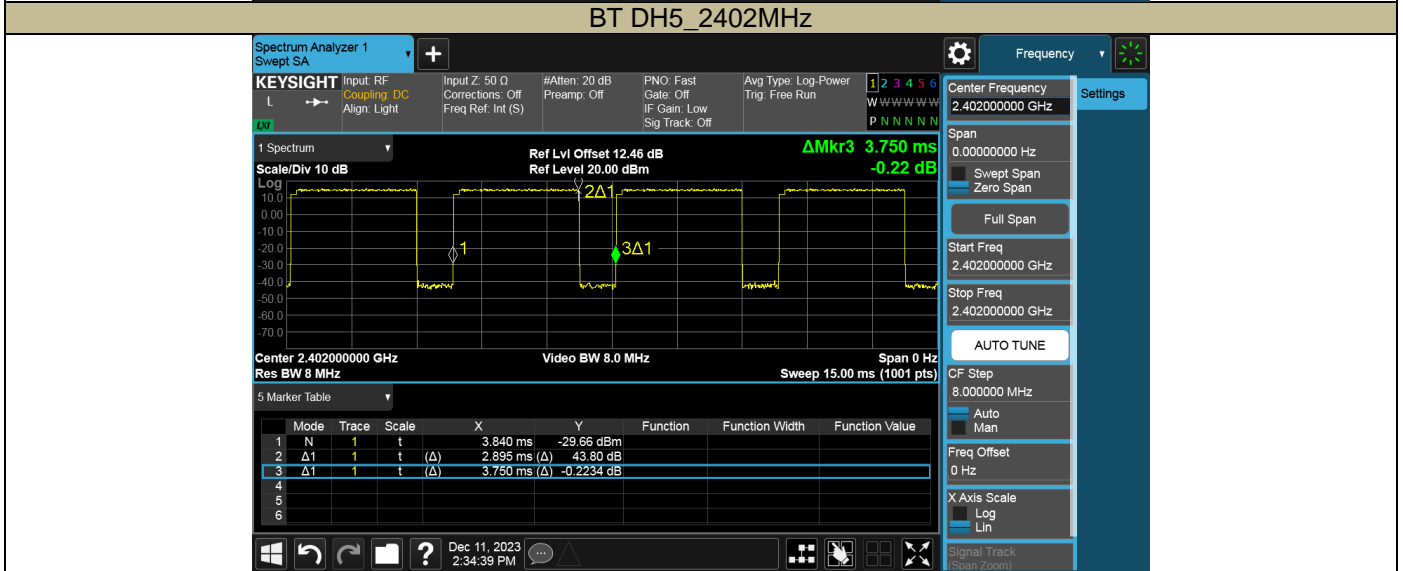 BT DH5_2402MHz
Spectrum Analyzer 1
Swept SA
+
Frequency
KEYSIGHT
L
LXI
Input: RF
Coupling: DC
Align: Light
Input Z: 50 Ω
Corrections: Off
Freq Ref: Int (S)
#Atten: 20 dB
Preamp: Off
PNO: Fast
Gate: Off
IF Gain: Low
Sig Track: Off
Avg Type: Log-Power
Trig: Free Run
1 2 3 4 5 6
W W W W W W
P N N N N N
Center Frequency
2.402000000 GHz
Settings
Span
0.00000000 Hz
Swept Span
Zero Span
Full Span
Start Freq
2.402000000 GHz
Stop Freq
2.402000000 GHz
AUTO TUNE
CF Step
8.000000 MHz
Auto
Man
Freq Offset
0 Hz
X Axis Scale
Log
Lin
Signal Track
(Span Zoom)
1 Spectrum
Scale/Div 10 dB
Ref Lvl Offset 12.46 dB
Ref Level 20.00 dBm
ΔMkr3 3.750 ms
-0.22 dB
Log
10.0
0.00
-10.0
-20.0
-30.0
-40.0
-50.0
-60.0
-70.0
2Δ1
1
3Δ1
Center 2.402000000 GHz
Res BW 8 MHz
Video BW 8.0 MHz
Span 0 Hz
Sweep 15.00 ms (1001 pts)
5 Marker Table
Mode Trace Scale X Y Function Function Width Function Value
1 N 1 t 3.840 ms -29.66 dBm
2 Δ1 1 t (Δ) 2.895 ms (Δ) 43.80 dB
3 Δ1 1 t (Δ) 3.750 ms (Δ) -0.2234 dB
4
5
6
?
Dec 11, 2023
2:34:39 PM